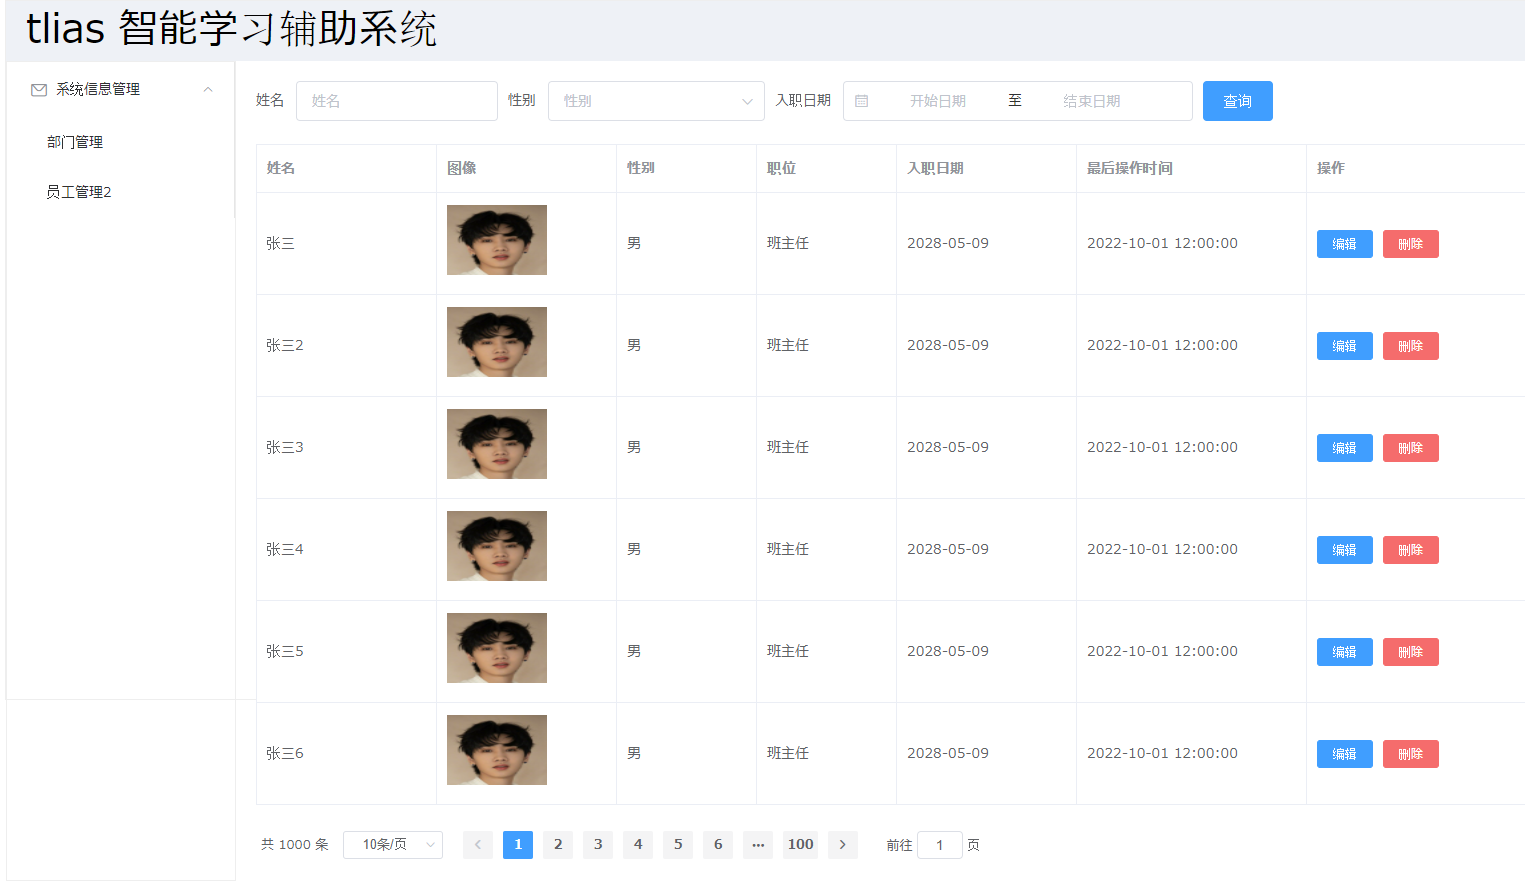 tlias 智能学习辅助系统
系统信息管理
部门管理
员工管理2
姓名 姓名 性别 性别 入职日期 开始日期 至 结束日期 查询
姓名 图像 性别 职位 入职日期 最后操作时间 操作
张三 男 班主任 2028-05-09 2022-10-01 12:00:00 编辑 删除
张三2 男 班主任 2028-05-09 2022-10-01 12:00:00 编辑 删除
张三3 男 班主任 2028-05-09 2022-10-01 12:00:00 编辑 删除
张三4 男 班主任 2028-05-09 2022-10-01 12:00:00 编辑 删除
张三5 男 班主任 2028-05-09 2022-10-01 12:00:00 编辑 删除
张三6 男 班主任 2028-05-09 2022-10-01 12:00:00 编辑 删除
共 1000 条 10条/页 1 2 3 4 5 6 ... 100 前往 1 页